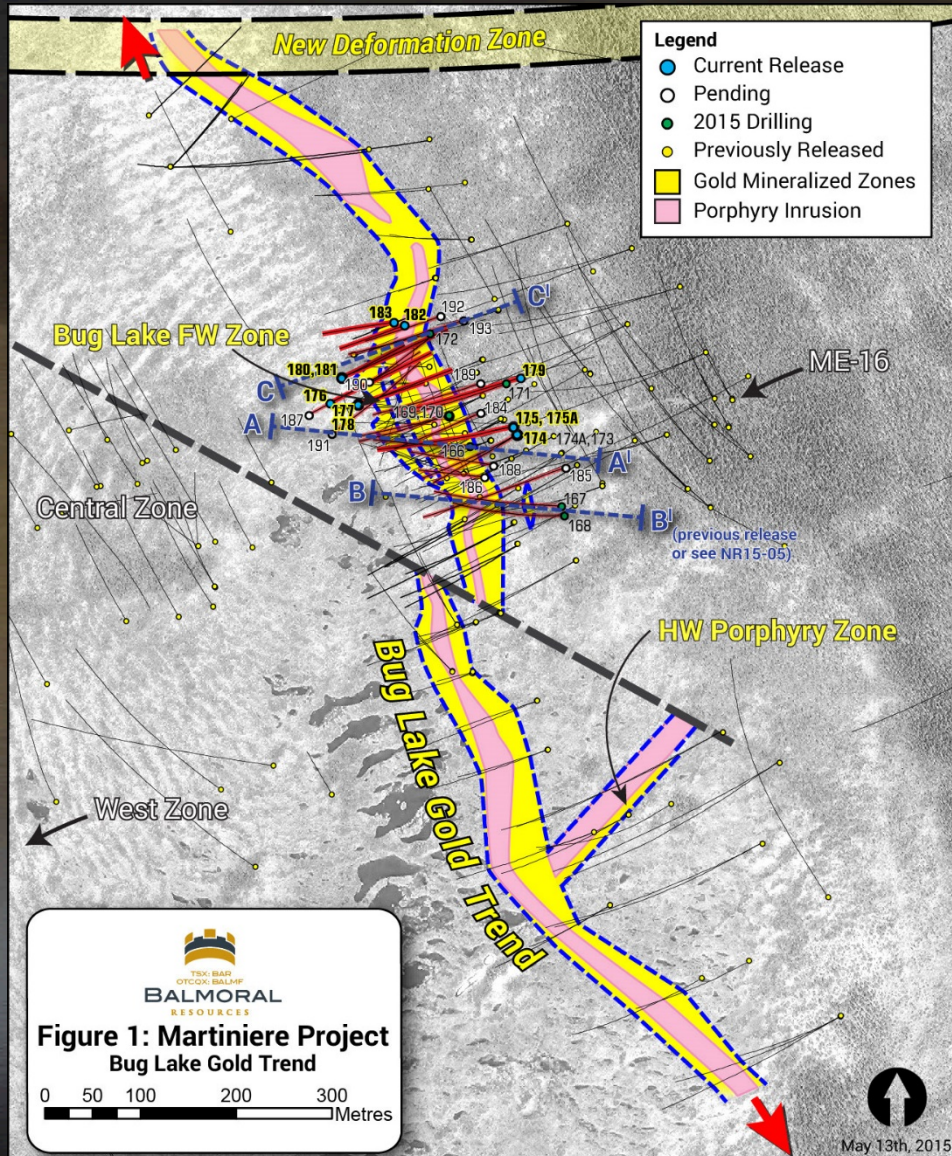 New Deformation Zone
Legend
Current Release
Pending
2015 Drilling
Previously Released
Gold Mineralized Zones
Porphyry Inrusion
C'
192
183
182
193
172
Bug Lake FW Zone
180,181
179
190
189
171
ME-16
C
176
177
169,170
184
187
178
175, 175A
A
191
174
174A,173
166
A'
188
185
186
Central Zone
B
167
168
B'
(previous release
or see NR15-05)
HW Porphyry Zone
Bug Lake Gold Trend
West Zone
TSX: BAR
OTCQX: BALMF
BALMORAL
RESOURCES
Figure 1: Martiniere Project
Bug Lake Gold Trend
0 50 100 200 300
Metres
May 13th, 2015